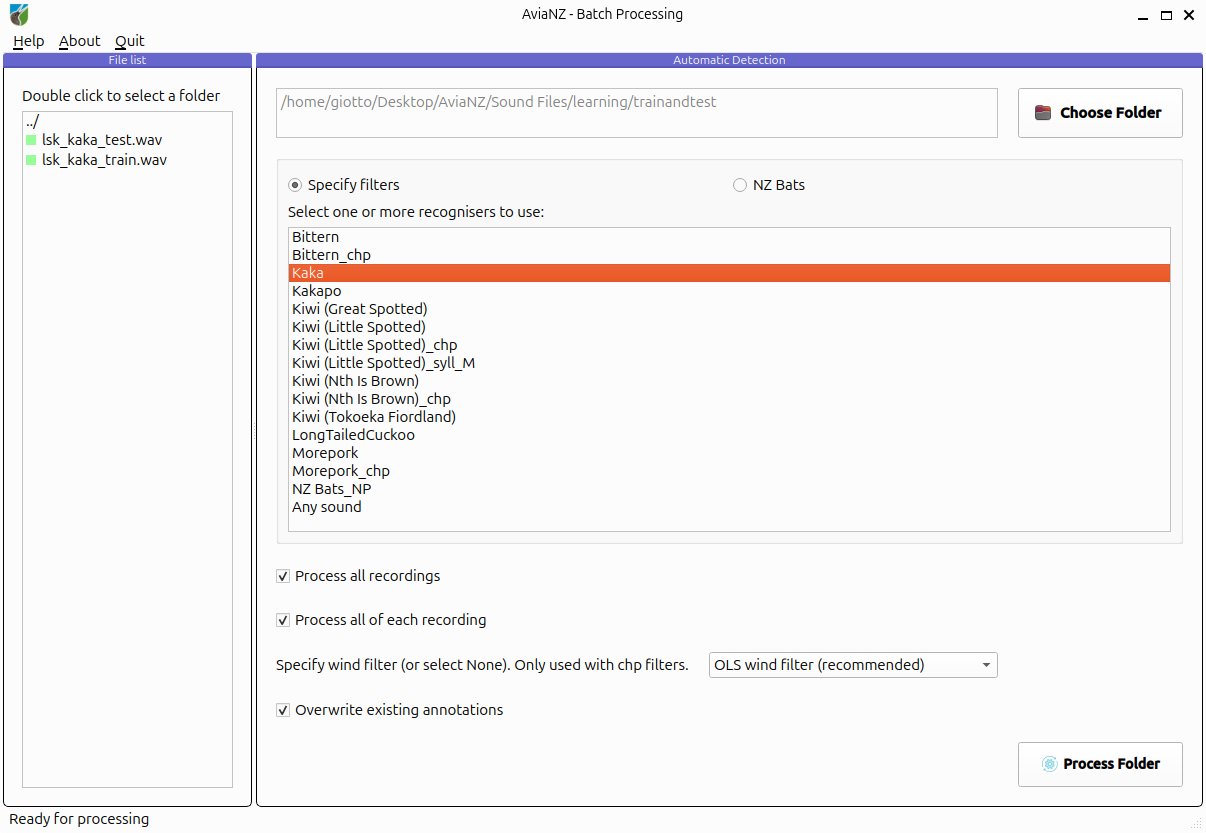 AviaNZ - Batch Processing
Help About Quit
File list
Double click to select a folder
../
lsk_kaka_test.wav
lsk_kaka_train.wav
Automatic Detection
/home/giotto/Desktop/AviaNZ/Sound Files/learning/trainandtest
Choose Folder
Specify filters
NZ Bats
Select one or more recognisers to use:
Bittern
Bittern_chp
Kaka
Kakapo
Kiwi (Great Spotted)
Kiwi (Little Spotted)
Kiwi (Little Spotted)_chp
Kiwi (Little Spotted)_syll_M
Kiwi (Nth Is Brown)
Kiwi (Nth Is Brown)_chp
Kiwi (Tokoeka Fiordland)
LongTailedCuckoo
Morepork
Morepork_chp
NZ Bats_NP
Any sound
Process all recordings
Process all of each recording
Specify wind filter (or select None). Only used with chp filters.
OLS wind filter (recommended)
Overwrite existing annotations
Process Folder
Ready for processing